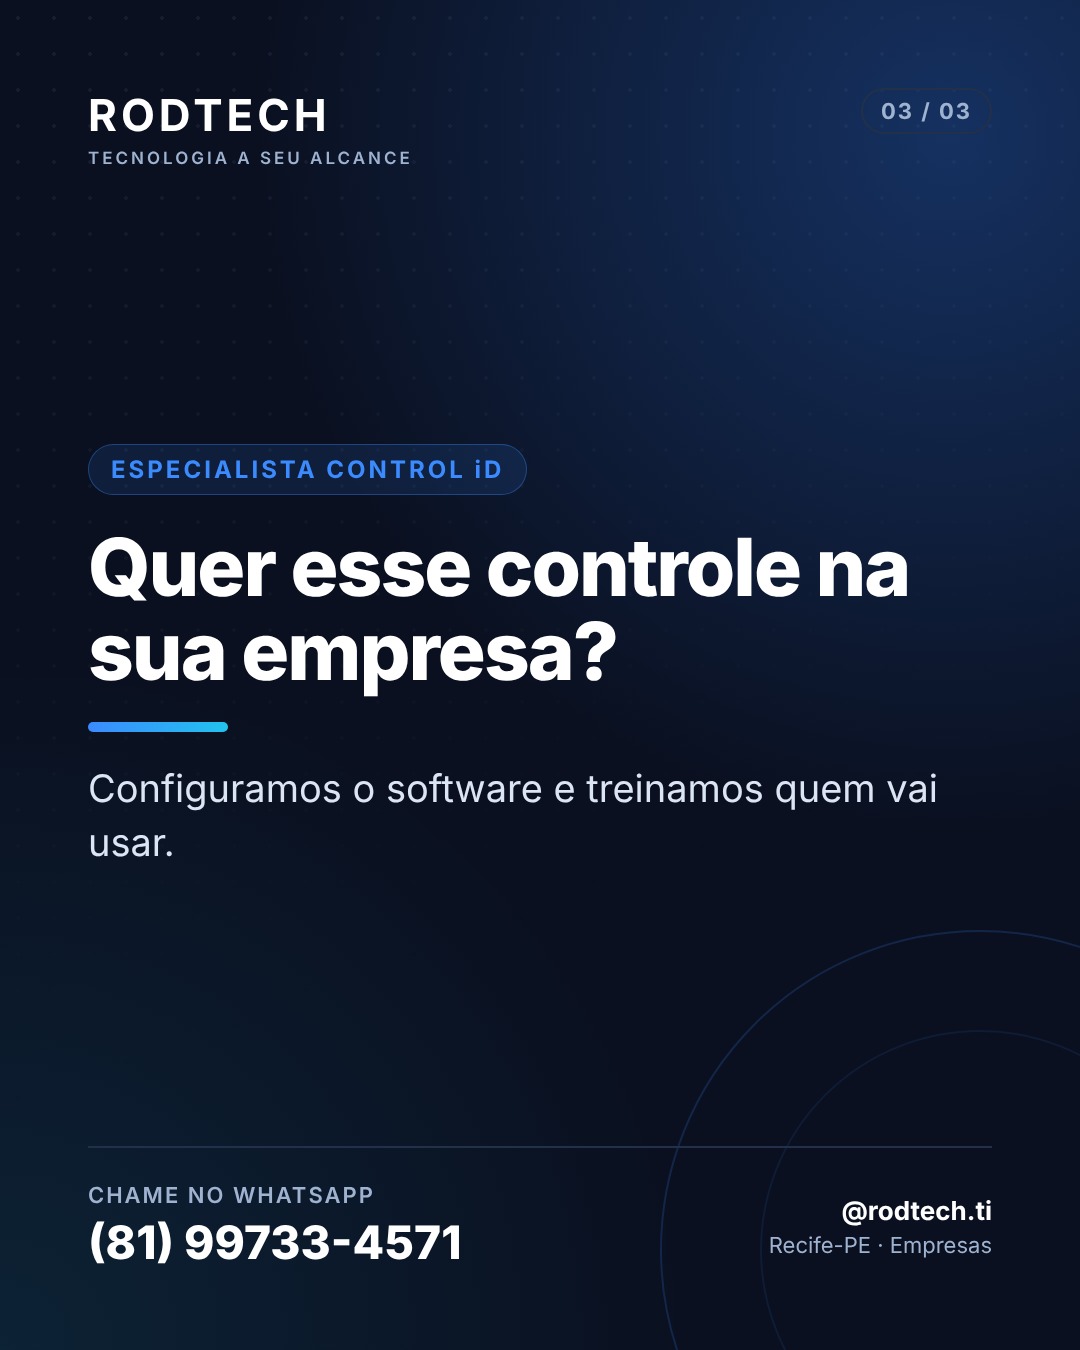 RODTECH
TECNOLOGIA A SEU ALCANCE
03 / 03
ESPECIALISTA CONTROL iD
Quer esse controle na
sua empresa?
Configuramos o software e treinamos quem vai
usar.
CHAME NO WHATSAPP
(81) 99733-4571
@rodtech.ti
Recife-PE · Empresas